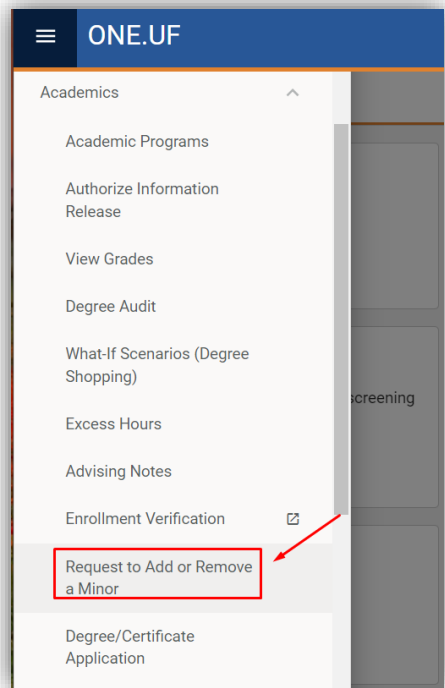 ONE.UF
Academics
Academic Programs
Authorize Information
Release
View Grades
Degree Audit
What-If Scenarios (Degree
Shopping)
screening
Excess Hours
Advising Notes
Enrollment Verification
Request to Add or Remove
a Minor
Degree/Certificate
Application